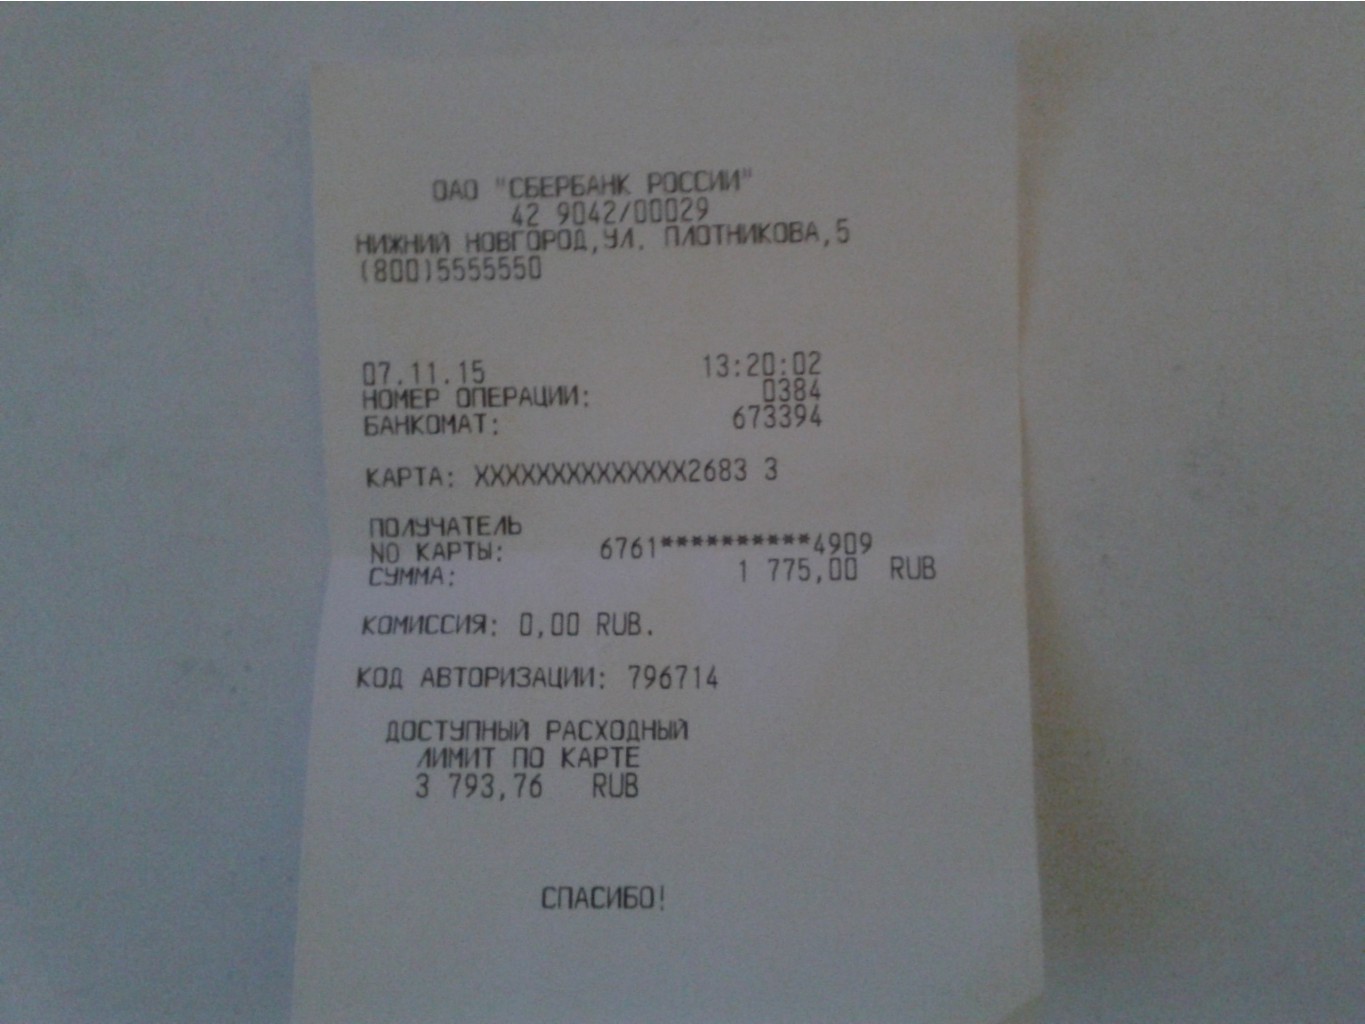 ОАО "СБЕРБАНК РОССИИ"
42 9042/00029
НИЖНИЙ НОВГОРОД,УЛ. ПЛОТНИКОВА,5
(800)5555550
07.11.15 13:20:02
НОМЕР ОПЕРАЦИИ: 0384
БАНКОМАТ: 673394
КАРТА: XXXXXXXXXXXXXX2683 3
ПОЛУЧАТЕЛЬ
NO КАРТЫ: 6761**********4909
СУММА: 1 775,00 RUB
КОМИССИЯ: 0,00 RUB.
КОД АВТОРИЗАЦИИ: 796714
ДОСТУПНЫЙ РАСХОДНЫЙ
ЛИМИТ ПО КАРТЕ
3 793,76 RUB
СПАСИБО!